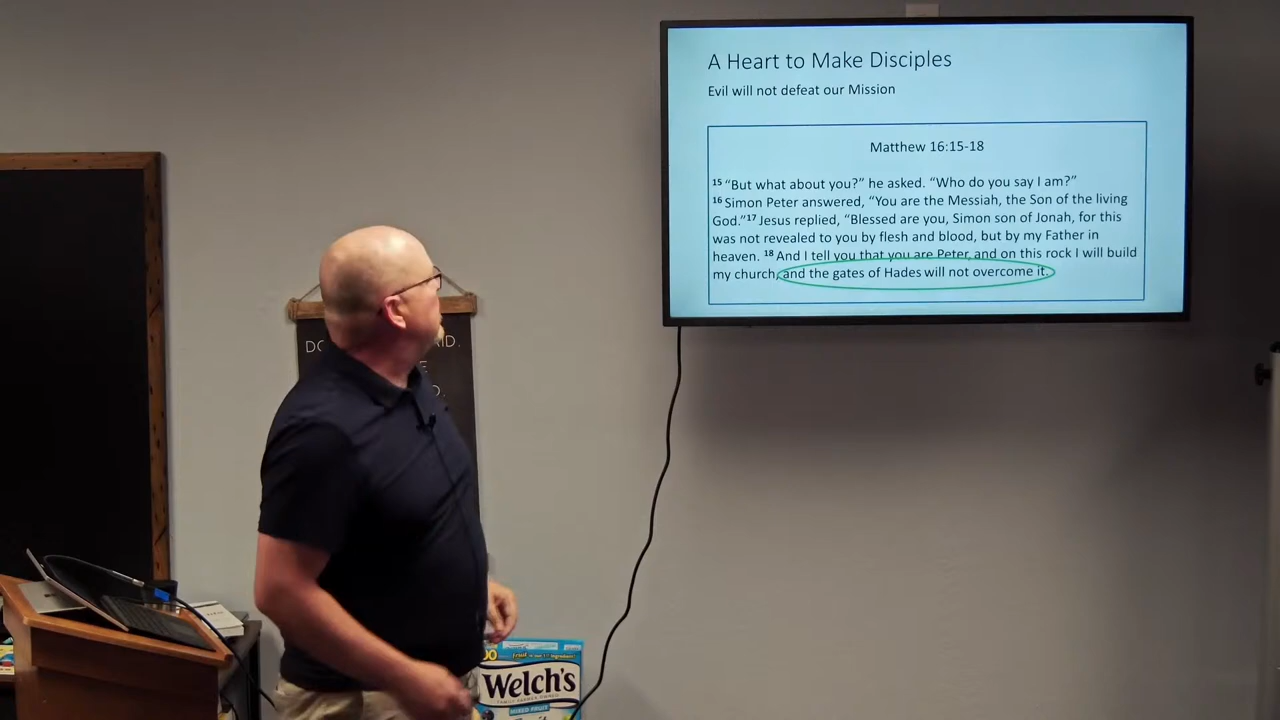 A Heart to Make Disciples
Evil will not defeat our Mission
Matthew 16:15-18
15 “But what about you?” he asked. “Who do you say I am?”
16 Simon Peter answered, “You are the Messiah, the Son of the living
God.”17 Jesus replied, “Blessed are you, Simon son of Jonah, for this
was not revealed to you by flesh and blood, but by my Father in
heaven. 18 And I tell you that you are Peter, and on this rock I will build
my church, and the gates of Hades will not overcome it.
Welch's
MIXED FRUIT